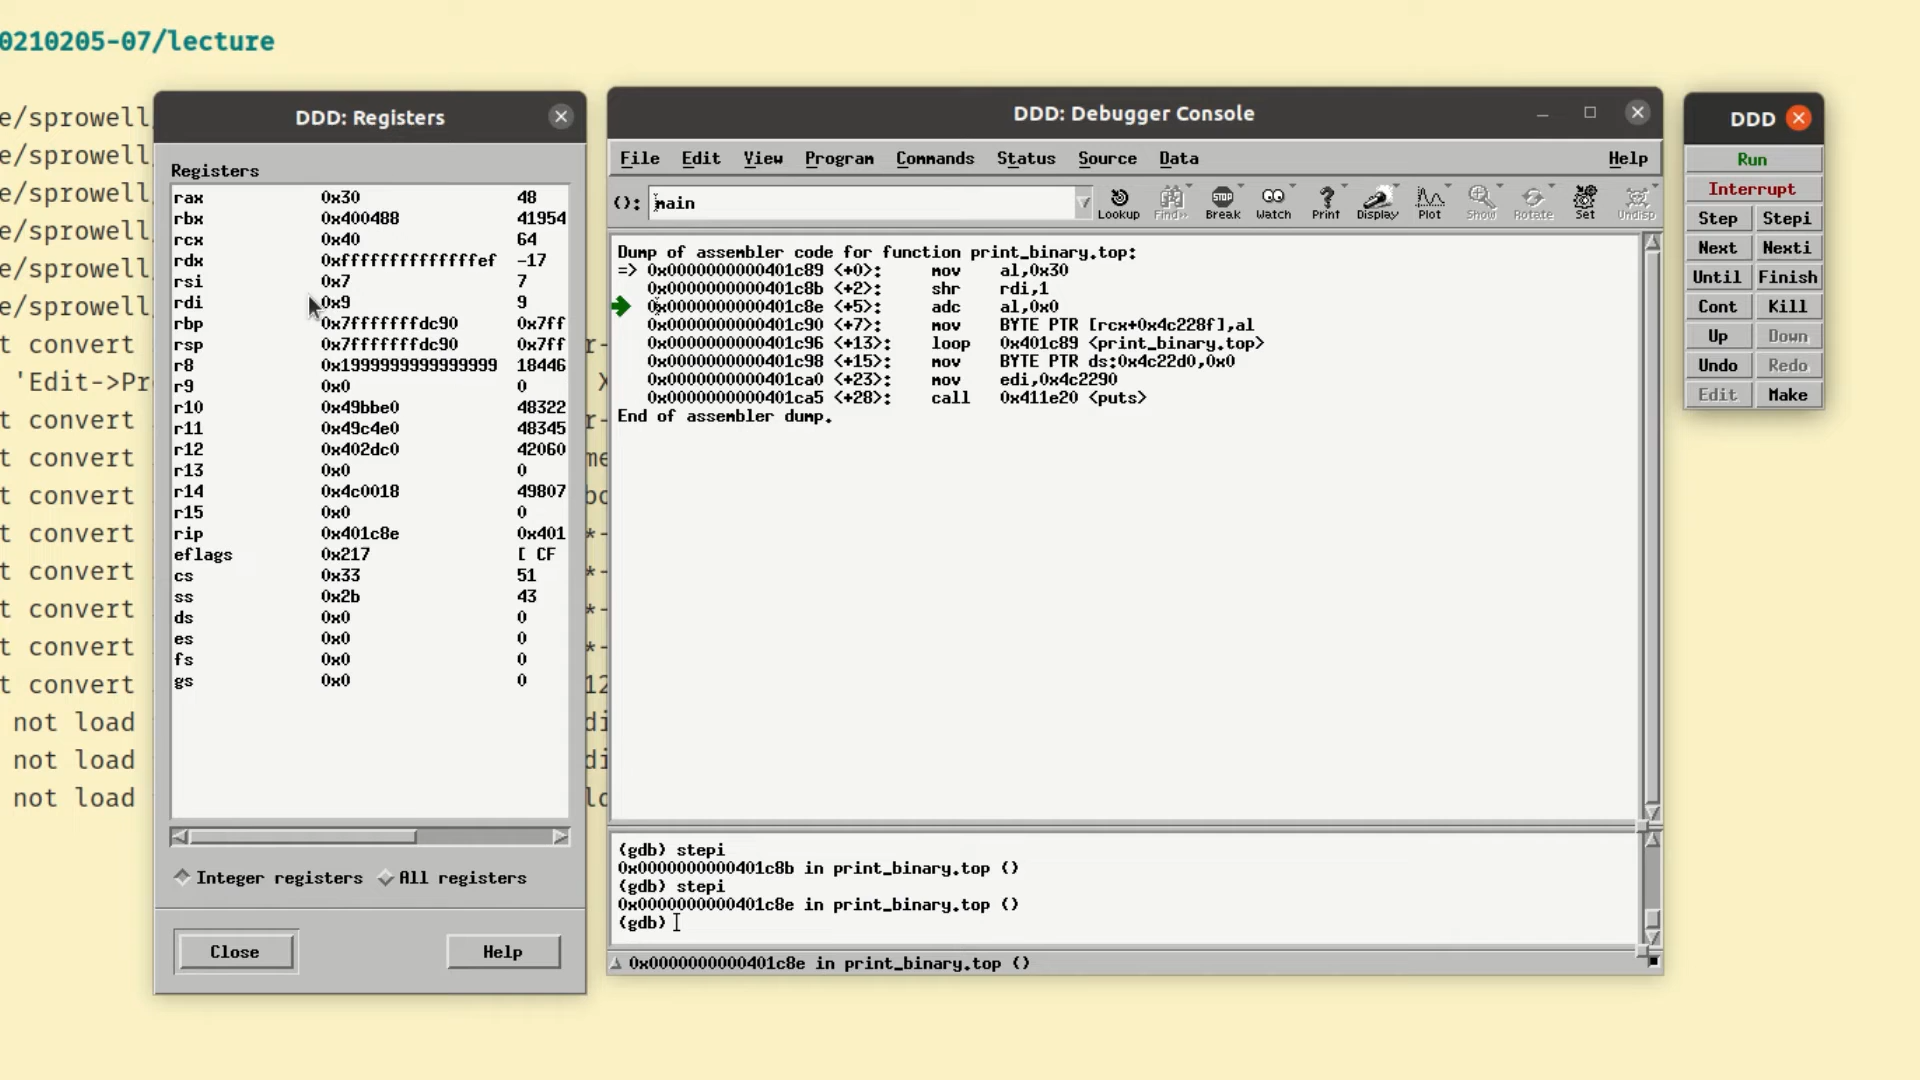 0210205-07/lecture
e/sprowell
e/sprowell
e/sprowell
e/sprowell
e/sprowell
e/sprowell
t convert
'Edit->Pr
t convert
t convert
t convert
t convert
t convert
t convert
t convert
t convert
not load
not load
not load
DDD: Registers
Registers
rax 0x30 48
rbx 0x400488 41954
rcx 0x40 64
rdx 0xffffffffffffffef -17
rsi 0x7 7
rdi 0x9 9
rbp 0x7fffffffdc90 0x7ff
rsp 0x7fffffffdc90 0x7ff
r8 0x1999999999999999 18446
r9 0x0 0
r10 0x49bbe0 48322
r11 0x49c4e0 48345
r12 0x402dc0 42060
r13 0x0 0
r14 0x4c0018 49807
r15 0x0 0
rip 0x401c8e 0x401
eflags 0x217 [ CF
cs 0x33 51
ss 0x2b 43
ds 0x0 0
es 0x0 0
fs 0x0 0
gs 0x0 0
Integer registers All registers
Close Help
DDD: Debugger Console
File Edit View Program Commands Status Source Data Help
(): main
Lookup Find>> Break Watch Print Display Plot Show Rotate Set Undisp
STOP
Dump of assembler code for function print_binary.top:
=> 0x0000000000401c89 <+0>: mov al,0x30
0x0000000000401c8b <+2>: shr rdi,1
0x0000000000401c8e <+5>: adc al,0x0
0x0000000000401c90 <+7>: mov BYTE PTR [rcx+0x4c228f],al
0x0000000000401c96 <+13>: loop 0x401c89 <print_binary.top>
0x0000000000401c98 <+15>: mov BYTE PTR ds:0x4c22d0,0x0
0x0000000000401ca0 <+23>: mov edi,0x4c2290
0x0000000000401ca5 <+28>: call 0x411e20 <puts>
End of assembler dump.
(gdb) stepi
0x0000000000401c8b in print_binary.top ()
(gdb) stepi
0x0000000000401c8e in print_binary.top ()
(gdb)
0x0000000000401c8e in print_binary.top ()
DDD
Run
Interrupt
Step Stepi
Next Nexti
Until Finish
Cont Kill
Up Down
Undo Redo
Edit Make